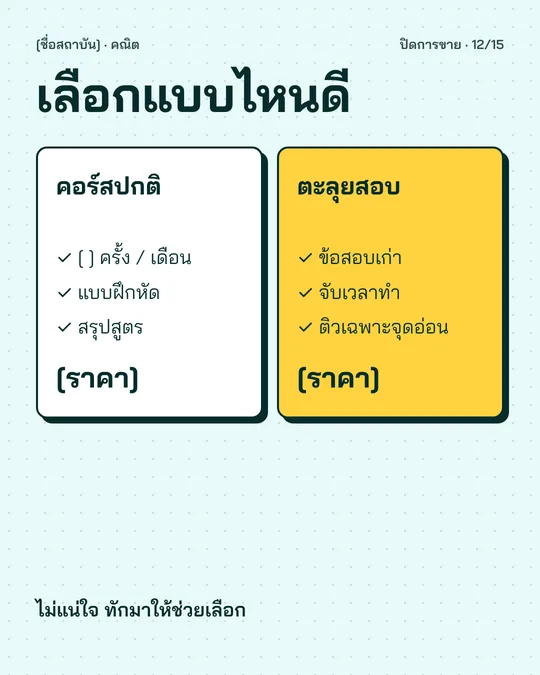 [ชื่อสถาบัน] · คณิต
ปิดการขาย · 12/15
เลือกแบบไหนดี
คอร์สปกติ
✓ [ ] ครั้ง / เดือน
✓ แบบฝึกหัด
✓ สรุปสูตร
[ราคา]
ตะลุยสอบ
✓ ข้อสอบเก่า
✓ จับเวลาทำ
✓ ติวเฉพาะจุดอ่อน
[ราคา]
ไม่แน่ใจ ทักมาให้ช่วยเลือก